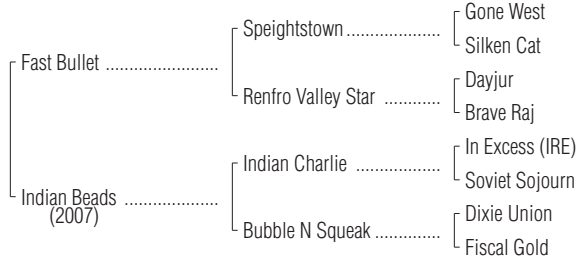 Gone West
Speightstown ...................
Silken Cat
Fast Bullet .......................
Dayjur
Renfro Valley Star ...........
Brave Raj
In Excess (IRE)
Indian Charlie .................
Soviet Sojourn
Indian Beads ...................
(2007)
Dixie Union
Bubble N Squeak .............
Fiscal Gold